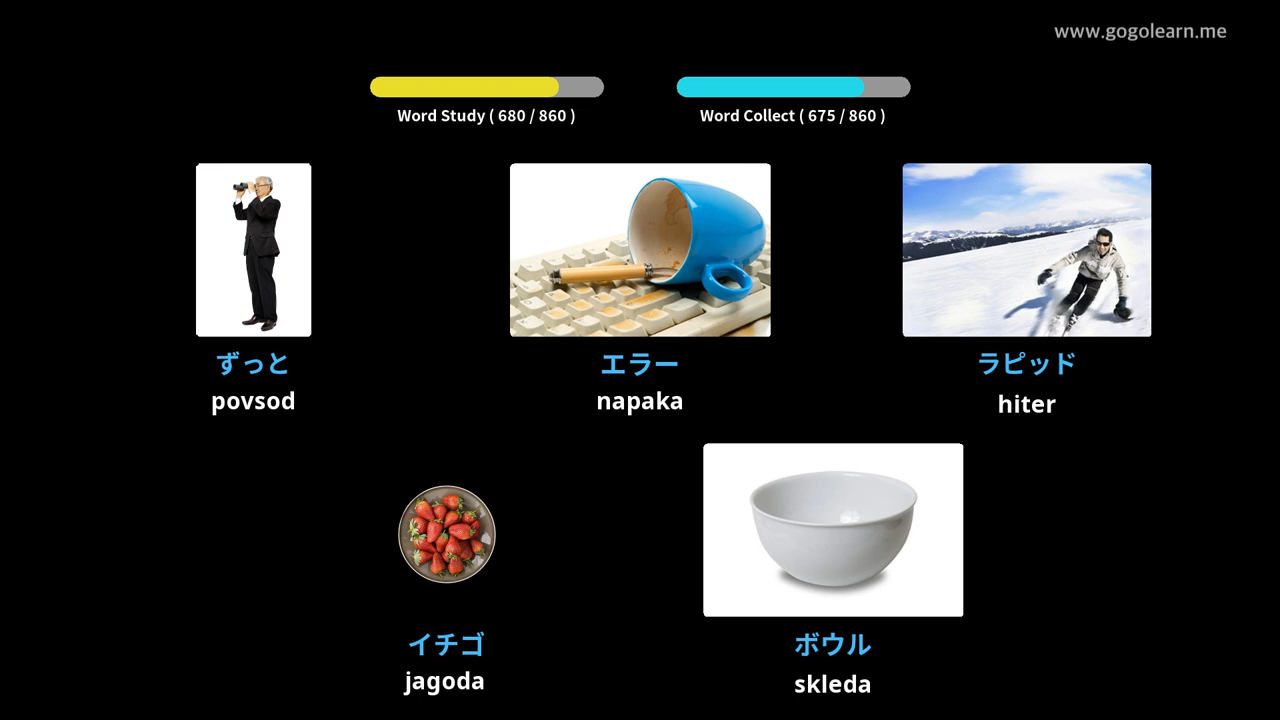 www.gogolearn.me
Word Study ( 680 / 860 )
Word Collect ( 675 / 860 )
ずっと
povsod
エラー
napaka
ラピッド
hiter
イチゴ
jagoda
ボウル
skleda